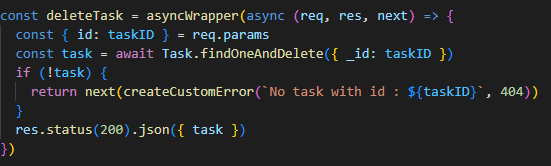 const deleteTask = asyncWrapper(async (req, res, next) => {
  const { id: taskID } = req.params
  const task = await Task.findOneAndDelete({ _id: taskID })
  if (!task) {
    return next(createCustomError(`No task with id : ${taskID}`, 404))
  }
  res.status(200).json({ task })
})